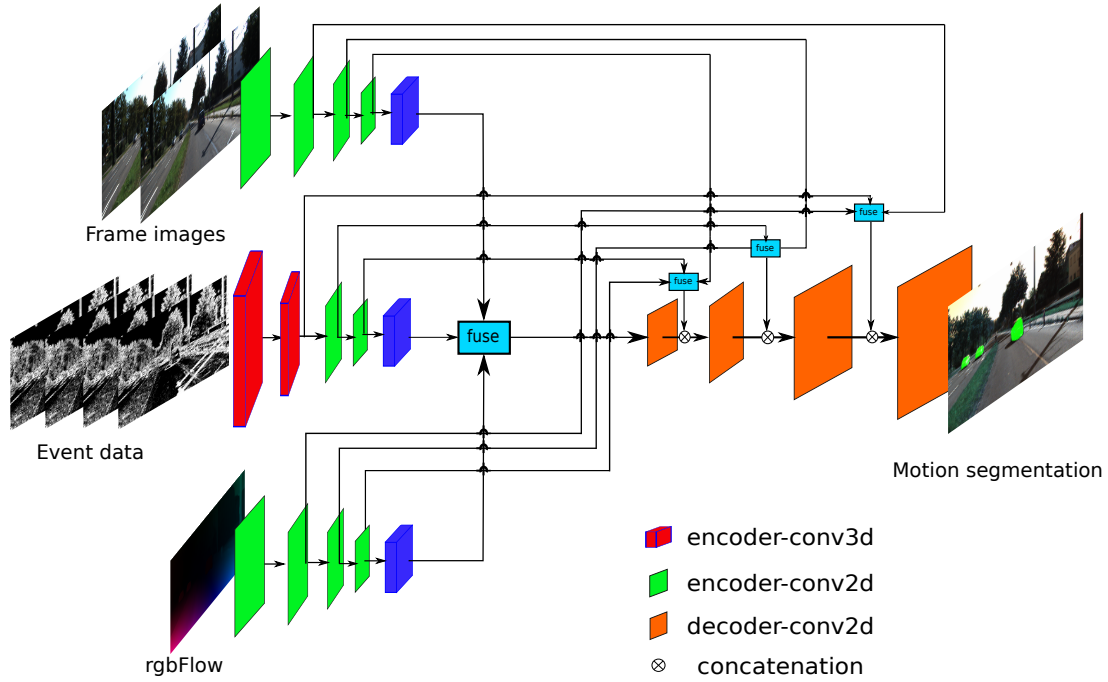 Frame images
fuse
fuse
fuse
fuse
Event data
Motion segmentation
rgbFlow
encoder-conv3d
encoder-conv2d
decoder-conv2d
concatenation